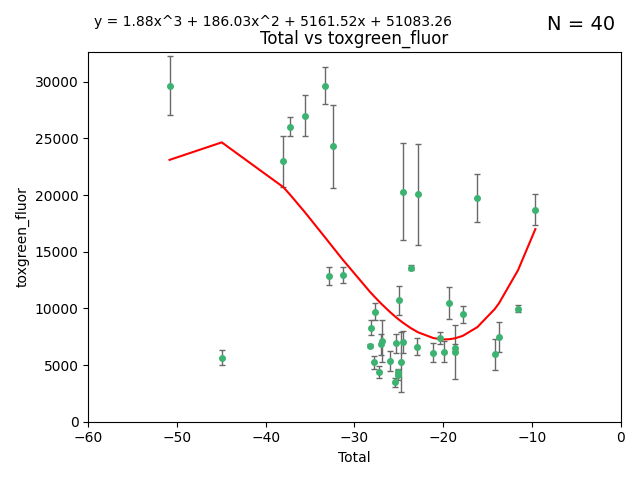 y = 1.88x^3 + 186.03x^2 + 5161.52x + 51083.26
N = 40
Total vs toxgreen_fluor
30000
25000
20000
15000
10000
5000
0
toxgreen_fluor
−60
−50
−40
−30
−20
−10
0
Total